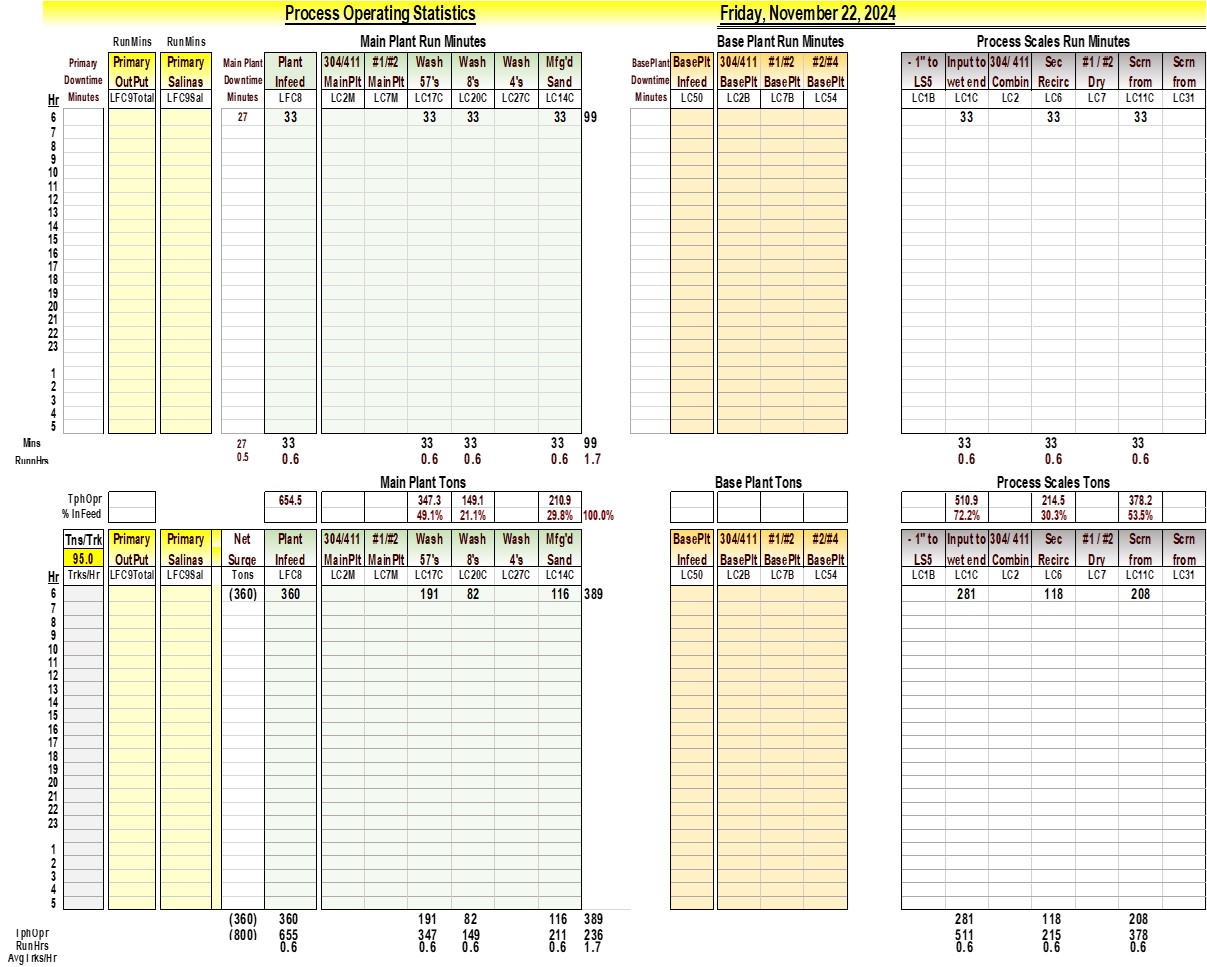 Process Operating Statistics Friday, November 22, 2024
RunMins RunMins Main Plant Run Minutes Base Plant Run Minutes Process Scales Run Minutes
Primary Primary Primary Main Plant Plant 304/411 #1/#2 Wash Wash Wash Mfg'd BasePlant BasePlt 304/411 #1/#2 #2/#4 - 1" to Input to 304/ 411 Sec #1 / #2 Scrn Scrn
Downtime OutPut Salinas Downtime Infeed MainPlt MainPlt 57's 8's 4's Sand Downtime Infeed BasePlt BasePlt BasePlt LS5 wet end Combin Recirc Dry from from
Hr Minutes LFC9Total LFC9Sal Minutes LFC8 LC2M LC7M LC17C LC20C LC27C LC14C Minutes LC50 LC2B LC7B LC54 LC1B LC1C LC2 LC6 LC7 LC11C LC31
6 27 33 33 33 33 99 33 33 33
7
8
9
10
11
12
13
14
15
16
17
18
19
20
21
22
23
1
2
3
4
5
Mins 27 33 33 33 33 99 33 33 33
RunnHrs 0.5 0.6 0.6 0.6 0.6 1.7 0.6 0.6 0.6
Main Plant Tons Base Plant Tons Process Scales Tons
TphOpr 654.5 347.3 149.1 210.9 510.9 214.5 378.2
% InFeed 49.1% 21.1% 29.8% 100.0% 72.2% 30.3% 53.5%
Tns/Trk Primary Primary Net Plant 304/411 #1/#2 Wash Wash Wash Mfg'd BasePlt 304/411 #1/#2 #2/#4 - 1" to Input to 304/ 411 Sec #1 / #2 Scrn Scrn
95.0 OutPut Salinas Surge Infeed MainPlt MainPlt 57's 8's 4's Sand Infeed BasePlt BasePlt BasePlt LS5 wet end Combin Recirc Dry from from
Hr Trks/Hr LFC9Total LFC9Sal Tons LFC8 LC2M LC7M LC17C LC20C LC27C LC14C LC50 LC2B LC7B LC54 LC1B LC1C LC2 LC6 LC7 LC11C LC31
6 (360) 360 191 82 116 389 281 118 208
7
8
9
10
11
12
13
14
15
16
17
18
19
20
21
22
23
1
2
3
4
5
(360) 360 191 82 116 389 281 118 208
TphOpr (800) 655 347 149 211 236 511 215 378
RunHrs 0.6 0.6 0.6 0.6 1.7 0.6 0.6 0.6
AvgTrks/Hr